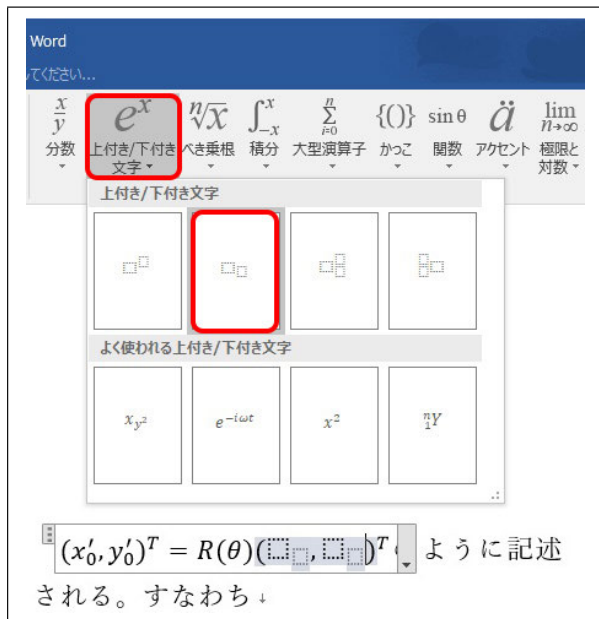 Word
てください...
x/y e^x ⁿ√x ∫₋ₓˣ Σ n i=0 {()} sin θ ä lim n→∞
分数 上付き/下付き文字 べき乗根 積分 大型演算子 かっこ 関数 アクセント 極限と対数
上付き/下付き文字
よく使われる上付き/下付き文字
x_{y²} e^{−iωt} x² ⁿ₁Y
(x′₀, y′₀)ᵀ = R(θ)(⬚_⬚, ⬚_⬚)ᵀ ように記述
される。すなわち↓